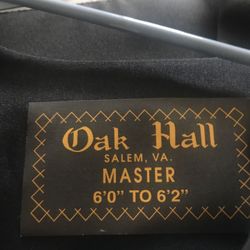 Oak Hall
SALEM, VA.
MASTER
6'0" TO 6'2"